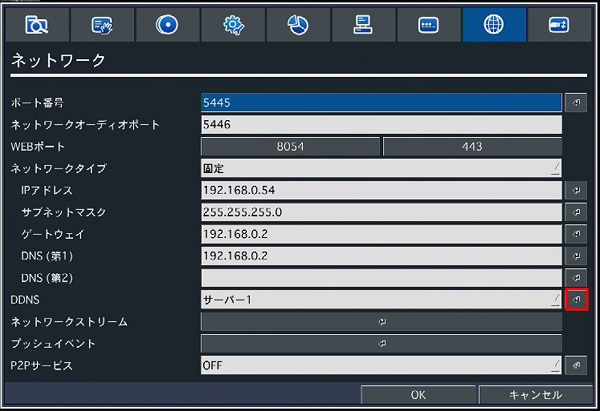 ネットワーク
ポート番号 5445
ネットワークオーディオポート 5446
WEBポート 8054 443
ネットワークタイプ 固定
IPアドレス 192.168.0.54
サブネットマスク 255.255.255.0
ゲートウェイ 192.168.0.2
DNS (第1) 192.168.0.2
DNS (第2)
DDNS サーバー1
ネットワークストリーム
プッシュイベント
P2Pサービス OFF
OK キャンセル